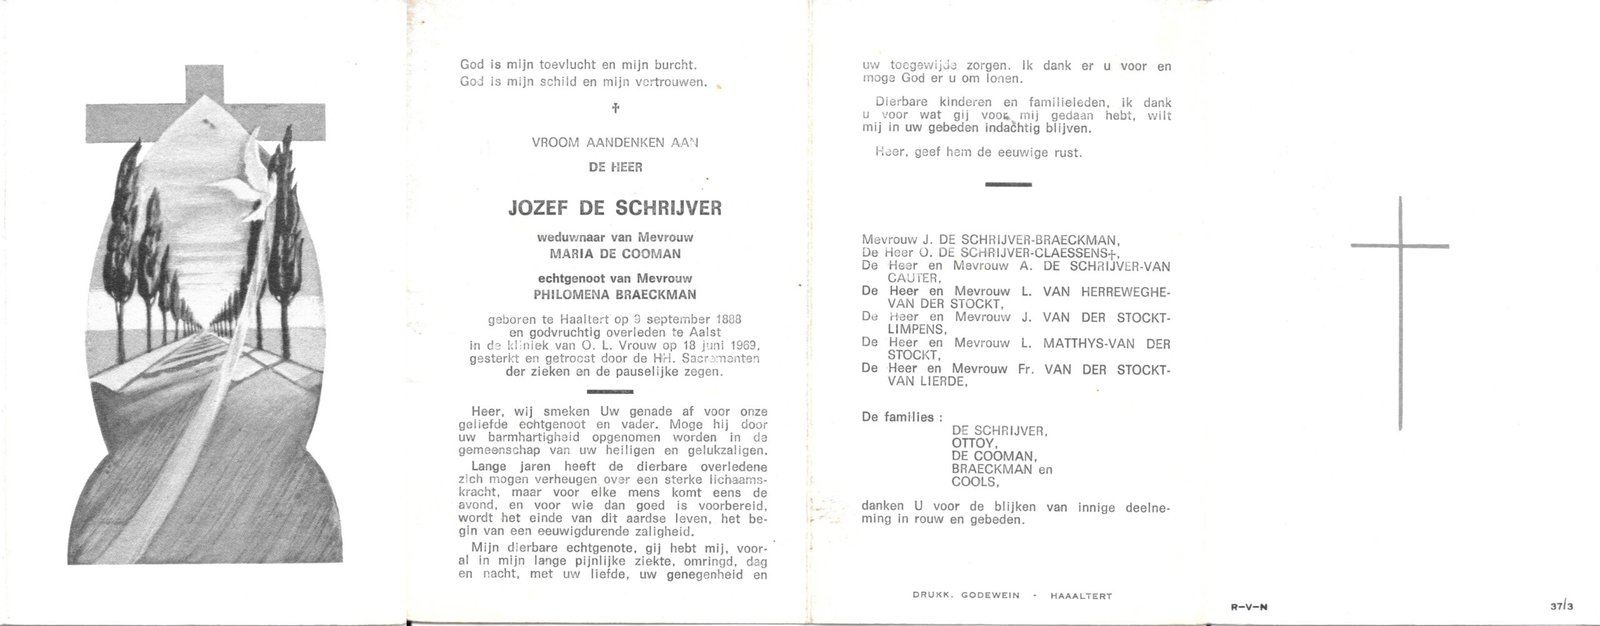 God is mijn toevlucht en mijn burcht.
God is mijn schild en mijn vertrouwen.
✝
VROOM AANDENKEN AAN
DE HEER
JOZEF DE SCHRIJVER
weduwnaar van Mevrouw
MARIA DE COOMAN
echtgenoot van Mevrouw
PHILOMENA BRAECKMAN
geboren te Haaltert op 9 september 1888
en godvruchtig overleden te Aalst
in de kliniek van O. L. Vrouw op 18 juni 1969,
gesterkt en getroost door de HH. Sacramenten
der zieken en de pauselijke zegen.
Heer, wij smeken Uw genade af voor onze
geliefde echtgenoot en vader. Moge hij door
uw barmhartigheid opgenomen worden in de
gemeenschap van uw heiligen en gelukzaligen.
Lange jaren heeft de dierbare overledene
zich mogen verheugen over een sterke lichaams-
kracht, maar voor elke mens komt eens de
avond, en voor wie dan goed is voorbereid,
wordt het einde van dit aardse leven, het be-
gin van een eeuwigdurende zaligheid.
Mijn dierbare echtgenote, gij hebt mij, voor-
al in mijn lange pijnlijke ziekte, omringd, dag
en nacht, met uw liefde, uw genegenheid en
uw toegewijde zorgen. Ik dank er u voor en
moge God er u om lonen.
Dierbare kinderen en familieleden, ik dank
u voor wat gij voor mij gedaan hebt, wilt
mij in uw gebeden indachtig blijven.
Heer, geef hem de eeuwige rust.
Mevrouw J. DE SCHRIJVER-BRAECKMAN,
De Heer O. DE SCHRIJVER-CLAESSENS†,
De Heer en Mevrouw A. DE SCHRIJVER-VAN
CAUTER,
De Heer en Mevrouw L. VAN HERREWEGHE-
VAN DER STOCKT,
De Heer en Mevrouw J. VAN DER STOCKT-
LIMPENS,
De Heer en Mevrouw L. MATTHYS-VAN DER
STOCKT,
De Heer en Mevrouw Fr. VAN DER STOCKT-
VAN LIERDE,
De families :
DE SCHRIJVER,
OTTOY,
DE COOMAN,
BRAECKMAN en
COOLS,
danken U voor de blijken van innige deelne-
ming in rouw en gebeden.
DRUKK. GODEWEIN - HAAALTERT
R-V-N
37/3